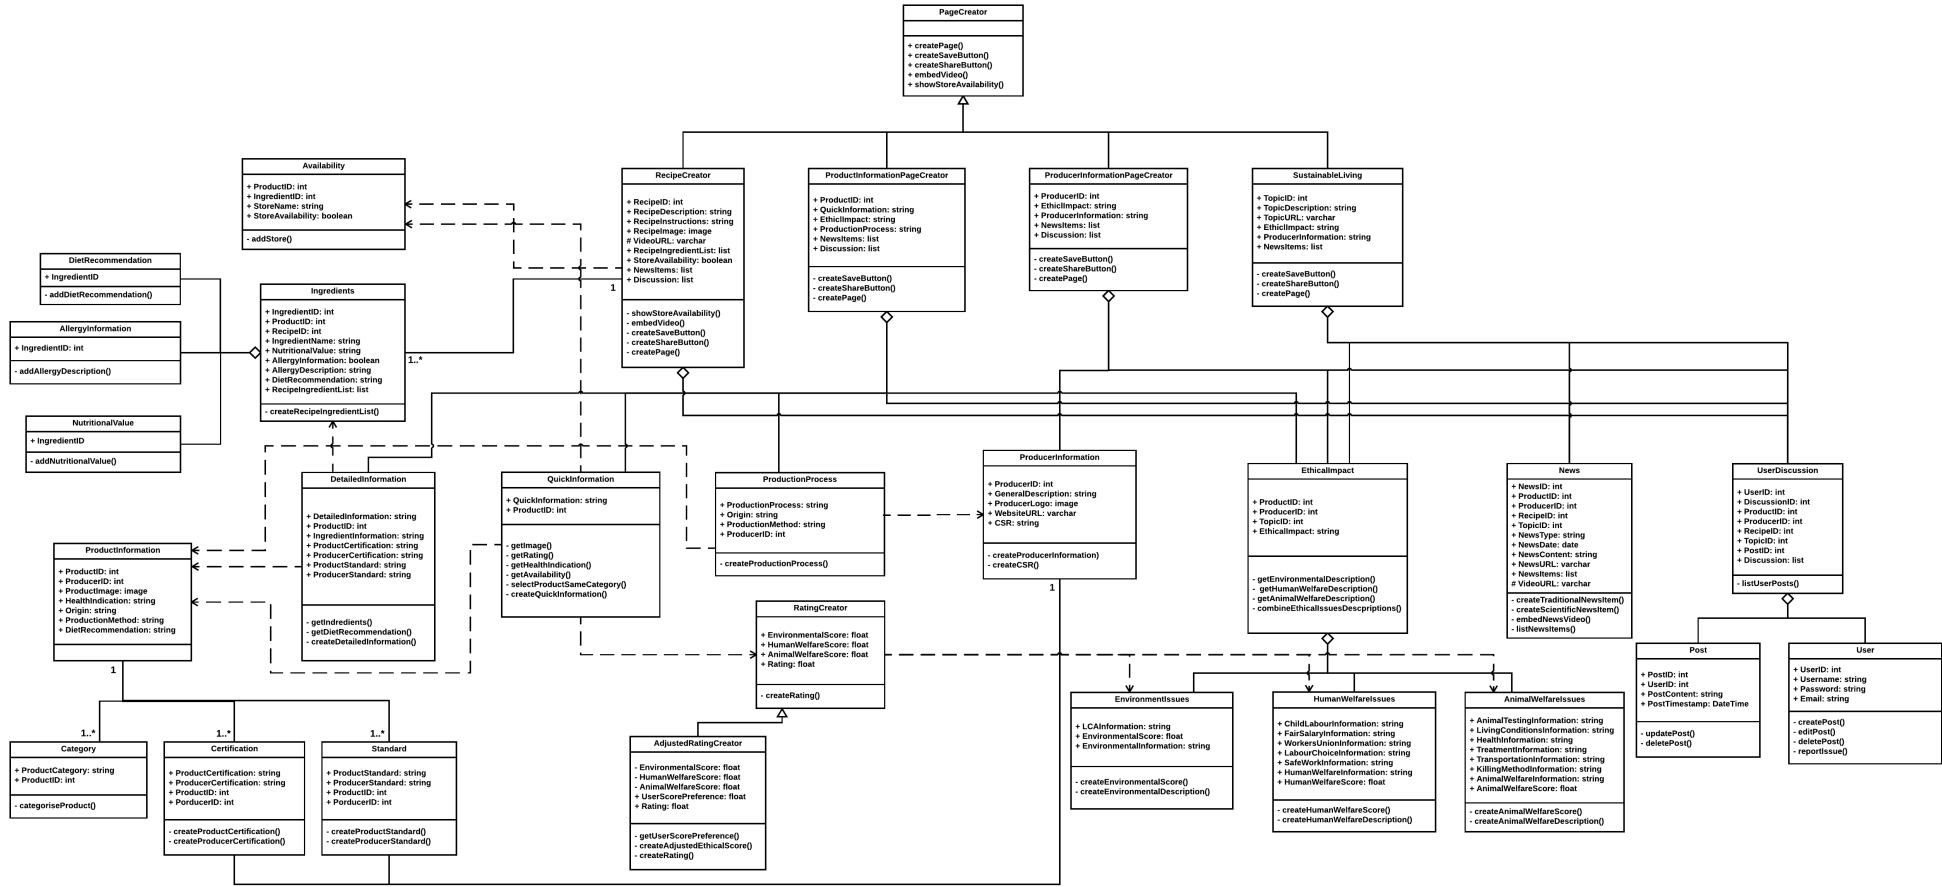 PageCreator
+ createPage()
+ createSaveButton()
+ createShareButton()
+ embedVideo()
+ showStoreAvailability()
Availability
+ ProductID: int
+ IngredientID: int
+ StoreName: string
+ StoreAvailability: boolean
- addStore()
RecipeCreator
+ RecipeID: int
+ RecipeDescription: string
+ RecipeInstructions: string
+ RecipeImage: image
# VideoURL: varchar
+ RecipeIngredientList: list
+ StoreAvailability: boolean
+ NewsItems: list
+ Discussion: list
- showStoreAvailability()
- embedVideo()
- createSaveButton()
- createShareButton()
- createPage()
ProductInformationPageCreator
+ ProductID: int
+ QuickInformation: string
+ EthiclImpact: string
+ ProductionProcess: string
+ NewsItems: list
+ Discussion: list
- createSaveButton()
- createShareButton()
- createPage()
ProducerInformationPageCreator
+ ProducerID: int
+ EthiclImpact: string
+ ProducerInformation: string
+ NewsItems: list
+ Discussion: list
- createSaveButton()
- createShareButton()
- createPage()
SustainableLiving
+ TopicID: int
+ TopicDescription: string
+ TopicURL: varchar
+ EthiclImpact: string
+ ProducerInformation: string
+ NewsItems: list
- createSaveButton()
- createShareButton()
- createPage()
DietRecommendation
+ IngredientID
- addDietRecommendation()
AllergyInformation
+ IngredientID: int
- addAllergyDescription()
NutritionalValue
+ IngredientID
- addNutritionalValue()
Ingredients
+ IngredientID: int
+ ProductID: int
+ RecipeID: int
+ IngredientName: string
+ NutritionalValue: string
+ AllergyInformation: boolean
+ AllergyDescription: string
+ DietRecommendation: string
+ RecipeIngredientList: list
- createRecipeIngredientList()
1
1..*
DetailedInformation
+ DetailedInformation: string
+ ProductID: int
+ IngredientInformation: string
+ ProductCertification: string
+ ProducerCertification: string
+ ProductStandard: string
+ ProducerStandard: string
- getIndredients()
- getDietRecommendation()
- createDetailedInformation()
QuickInformation
+ QuickInformation: string
+ ProductID: int
- getImage()
- getRating()
- getHealthIndication()
- getAvailability()
- selectProductSameCategory()
- createQuickInformation()
ProductionProcess
+ ProductionProcess: string
+ Origin: string
+ ProductionMethod: string
+ ProducerID: int
- createProductionProcess()
ProducerInformation
+ ProducerID: int
+ GeneralDescription: string
+ ProducerLogo: image
+ WebsiteURL: varchar
+ CSR: string
- createProducerInformation)
- createCSR()
1
EthicalImpact
+ ProductID: int
+ ProducerID: int
+ TopicID: int
+ EthicalImpact: string
- getEnvironmentalDescription()
- getHumanWelfareDescription()
- getAnimalWelfareDescription()
- combineEthicalIssuesDescpriptions()
News
+ NewsID: int
+ ProductID: int
+ ProducerID: int
+ RecipeID: int
+ TopicID: int
+ NewsType: string
+ NewsDate: date
+ NewsContent: string
+ NewsURL: varchar
+ NewsItems: list
# VideoURL: varchar
- createTraditionalNewsItem()
- createScientificNewsItem()
- embedNewsVideo()
- listNewsItems()
UserDiscussion
+ UserID: int
+ DiscussionID: int
+ ProductID: int
+ ProducerID: int
+ RecipeID: int
+ TopicID: int
+ PostID: int
+ Discussion: list
- listUserPosts()
ProductInformation
+ ProductID: int
+ ProducerID: int
+ ProductImage: image
+ HealthIndication: string
+ Origin: string
+ ProductionMethod: string
+ DietRecommendation: string
1
RatingCreator
+ EnvironmentalScore: float
+ HumanWelfareScore: float
+ AnimalWelfareScore: float
+ Rating: float
- createRating()
Post
+ PostID: int
+ UserID: int
+ PostContent: string
+ PostTimestamp: DateTime
- updatePost()
- deletePost()
User
+ UserID: int
+ Username: string
+ Password: string
+ Email: string
- createPost()
- editPost()
- deletePost()
- reportIssue()
1..*
1..*
1..*
Category
+ ProductCategory: string
+ ProductID: int
- categoriseProduct()
Certification
+ ProductCertification: string
+ ProducerCertification: string
+ ProductID: int
+ PorducerID: int
- createProductCertification()
- createProducerCertification()
Standard
+ ProductStandard: string
+ ProducerStandard: string
+ ProductID: int
+ PorducerID: int
- createProductStandard()
- createProducerStandard()
AdjustedRatingCreator
- EnvironmentalScore: float
- HumanWelfareScore: float
- AnimalWelfareScore: float
+ UserScorePreference: float
+ Rating: float
- getUserScorePreference()
- createAdjustedEthicalScore()
- createRating()
EnvironmentIssues
+ LCAInformation: string
+ EnvironmentalScore: float
+ EnvironmentalInformation: string
- createEnvironmentalScore()
- createEnvironmentalDescription()
HumanWelfareIssues
+ ChildLabourInformation: string
+ FairSalaryInformation: string
+ WorkersUnionInformation: string
+ LabourChoiceInformation: string
+ SafeWorkInformation: string
+ HumanWelfareInformation: string
+ HumanWelfareScore: float
- createHumanWelfareScore()
- createHumanWelfareDescription()
AnimalWelfareIssues
+ AnimalTestingInformation: string
+ LivingConditionsInformation: string
+ HealthInformation: string
+ TreatmentInformation: string
+ TransportationInformation: string
+ KillingMethodInformation: string
+ AnimalWelfareInformation: string
+ AnimalWelfareScore: float
- createAnimalWelfareScore()
- createAnimalWelfareDescription()